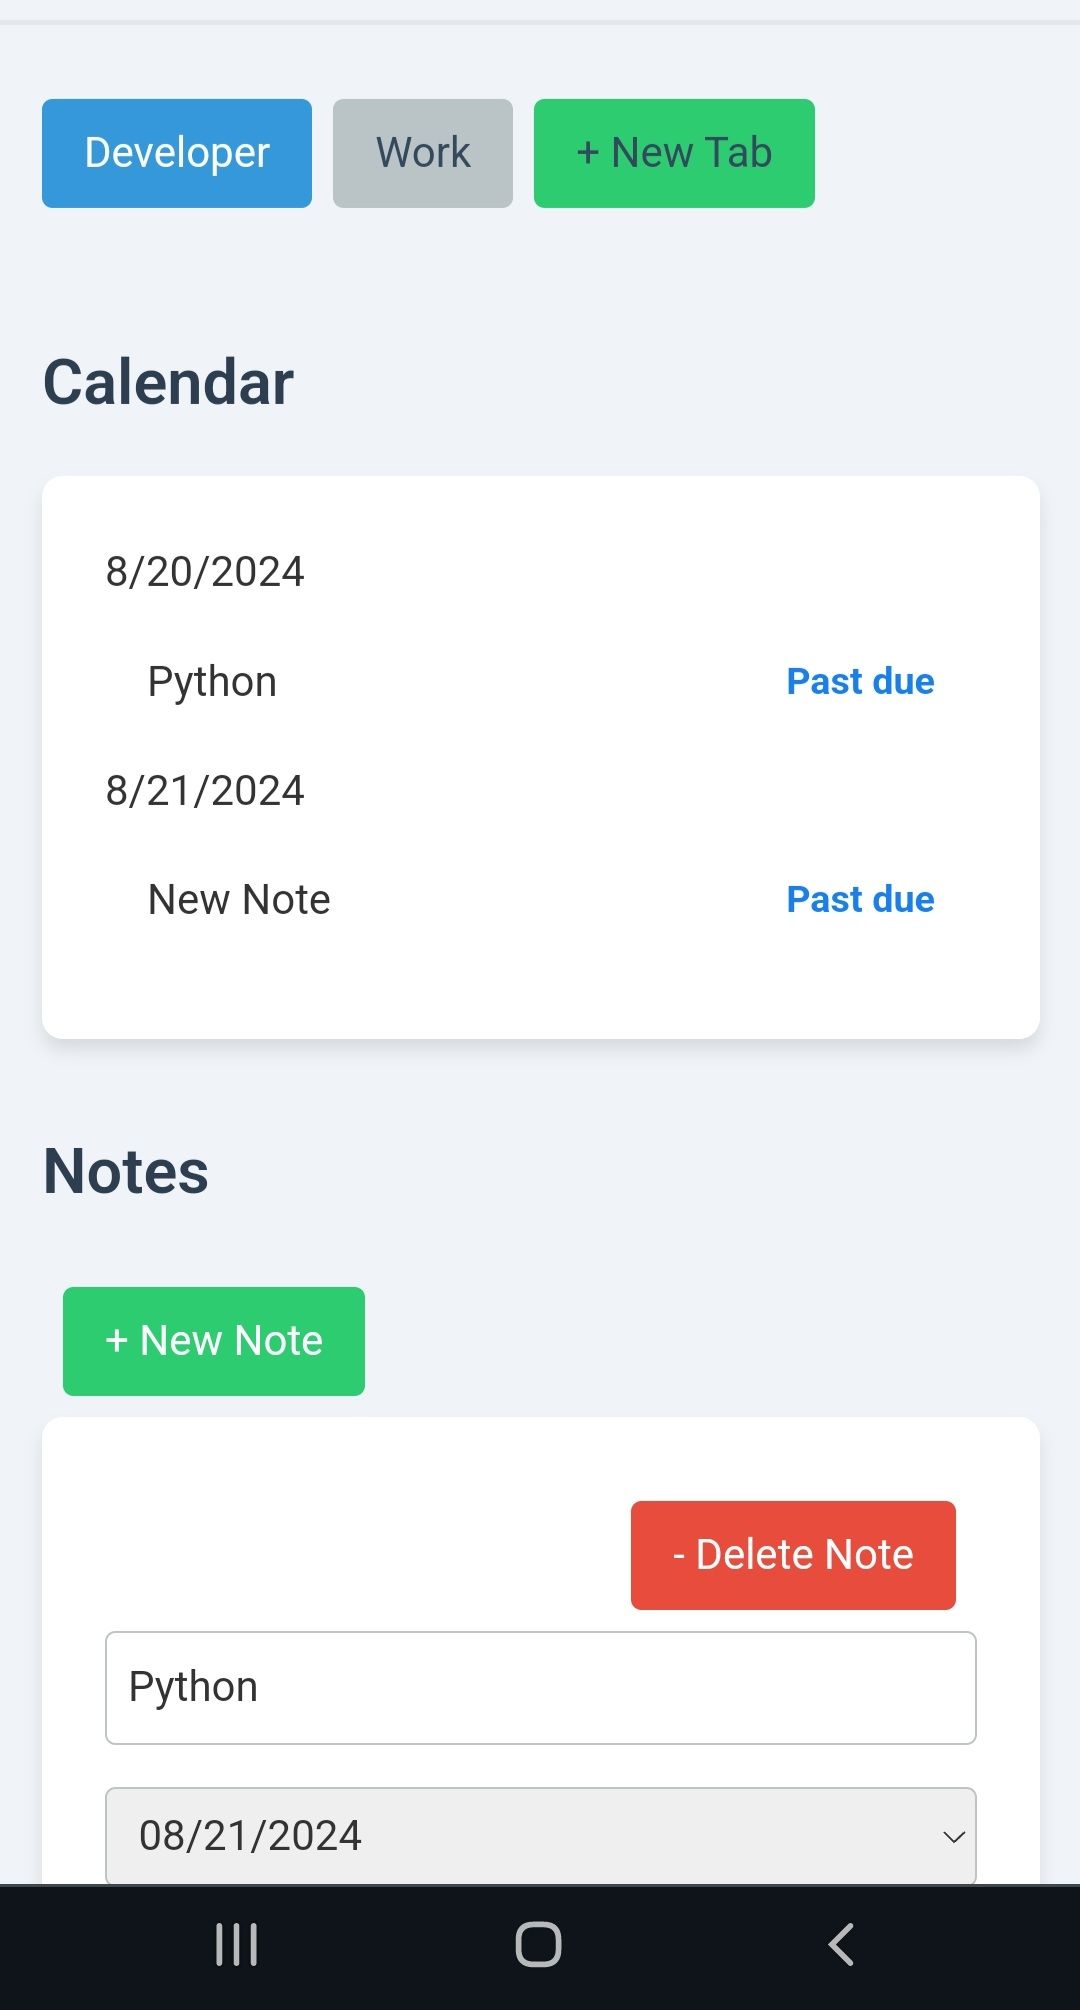 Developer Work + New Tab
Calendar
8/20/2024
Python Past due
8/21/2024
New Note Past due
Notes
+ New Note
- Delete Note
Python
08/21/2024